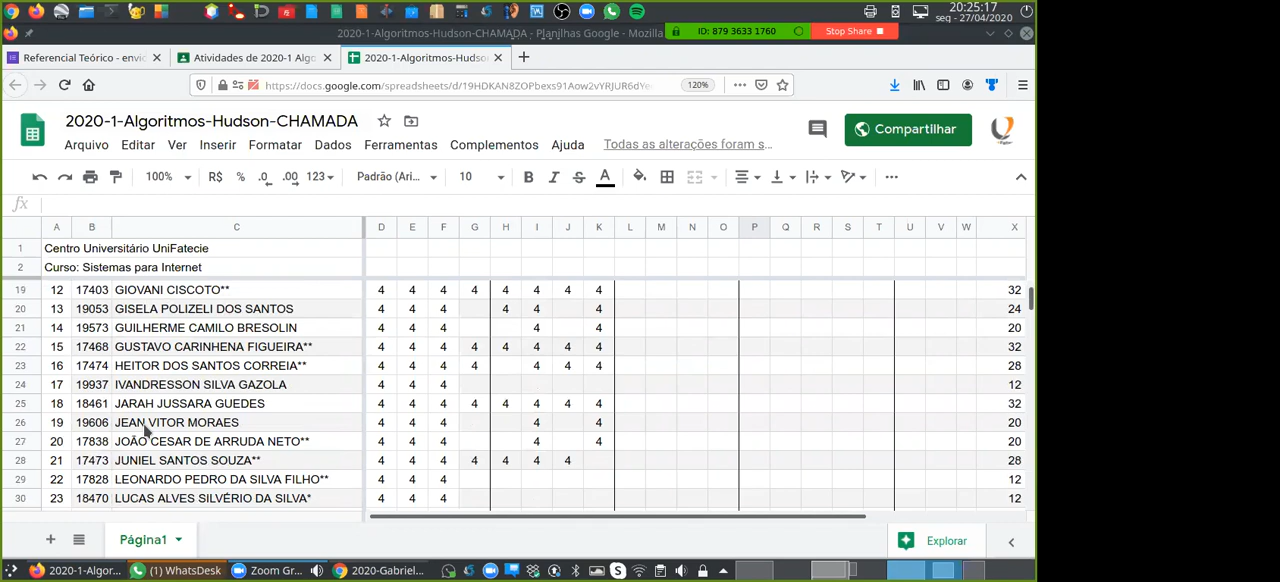 20:25:17
seg - 27/04/2020
2020-1-Algoritmos-Hudson-CHAMADA - Planilhas Google - Mozilla
ID: 879 3633 1760
Stop Share
Referencial Teórico - envio
Atividades de 2020-1 Algo
2020-1-Algoritmos-Hudson-
https://docs.google.com/spreadsheets/d/19HDKAN8ZOPbexs91Aow2vYRJUR6dYe
120%
2020-1-Algoritmos-Hudson-CHAMADA
Compartilhar
Arquivo Editar Ver Inserir Formatar Dados Ferramentas Complementos Ajuda Todas as alterações foram s…
100% R$ % .0 .00 123 Padrão (Ari... 10 B I S A
fx
A B C D E F G H I J K L M N O P Q R S T U V W X
1 Centro Universitário UniFatecie
2 Curso: Sistemas para Internet
19 12 17403 GIOVANI CISCOTO** 4 4 4 4 4 4 4 4 32
20 13 19053 GISELA POLIZELI DOS SANTOS 4 4 4 4 4 4 24
21 14 19573 GUILHERME CAMILO BRESOLIN 4 4 4 4 4 20
22 15 17468 GUSTAVO CARINHENA FIGUEIRA** 4 4 4 4 4 4 4 4 32
23 16 17474 HEITOR DOS SANTOS CORREIA** 4 4 4 4 4 4 4 28
24 17 19937 IVANDRESSON SILVA GAZOLA 4 4 4 12
25 18 18461 JARAH JUSSARA GUEDES 4 4 4 4 4 4 4 4 32
26 19 19606 JEAN VITOR MORAES 4 4 4 4 4 20
27 20 17838 JOÃO CESAR DE ARRUDA NETO** 4 4 4 4 4 20
28 21 17473 JUNIEL SANTOS SOUZA** 4 4 4 4 4 4 4 28
29 22 17828 LEONARDO PEDRO DA SILVA FILHO** 4 4 4 12
30 23 18470 LUCAS ALVES SILVÉRIO DA SILVA* 4 4 4 12
Página1
Explorar
2020-1-Algor...
(1) WhatsDesk
Zoom Gr...
2020-Gabriel...